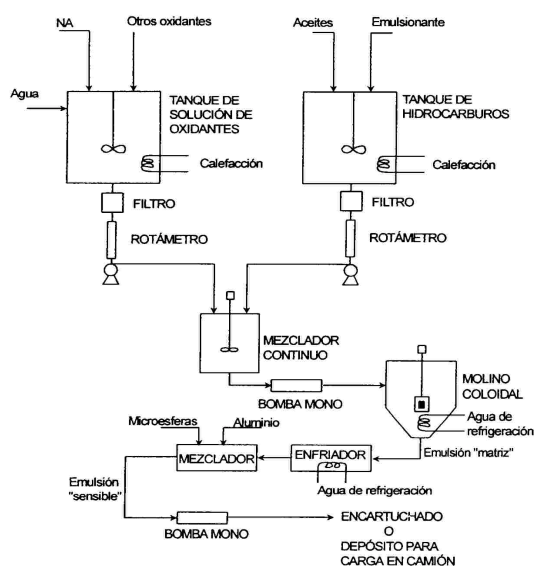 NA
Otros oxidantes
Aceites
Emulsionante
Agua
TANQUE DE
SOLUCIÓN DE
OXIDANTES
TANQUE DE
HIDROCARBUROS
Calefacción
Calefacción
FILTRO
FILTRO
ROTÁMETRO
ROTÁMETRO
MEZCLADOR
CONTINUO
MOLINO
COLOIDAL
BOMBA MONO
Agua de
refrigeración
Microesferas
Aluminio
Emulsión "matriz"
MEZCLADOR
ENFRIADOR
Emulsión
"sensible"
Agua de refrigeración
BOMBA MONO
ENCARTUCHADO
O
DEPÓSITO PARA
CARGA EN CAMIÓN